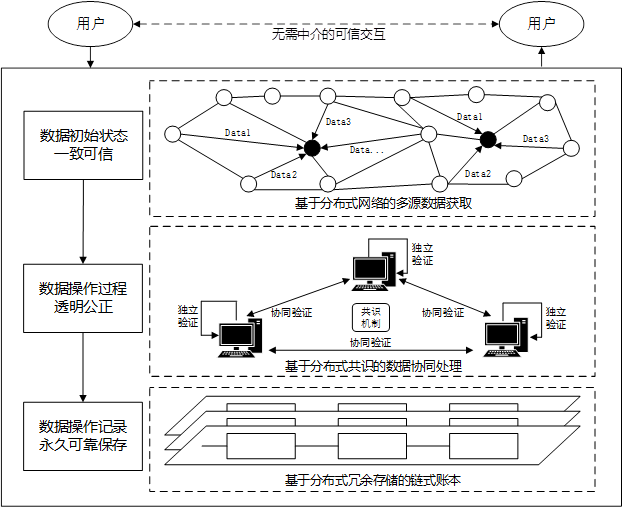 用户
用户
无需中介的可信交互
数据初始状态
一致可信
Data1
Data3
Data...
Data2
Data1
Data3
Data2
基于分布式网络的多源数据获取
数据操作过程
透明公正
独立
验证
独立
验证
协同验证
共识
机制
协同验证
独立
验证
协同验证
基于分布式共识的数据协同处理
数据操作记录
永久可靠保存
基于分布式冗余存储的链式账本